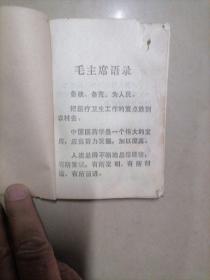 毛主席语录
备战、备荒、为人民。
把医疗卫生工作的重点放到
农村去。
中国医药学是一个伟大的宝
库，应当努力发掘，加以提高。
人类总得不断地总结经验，
有所发现，有所发明，有所创
造，有所前进。